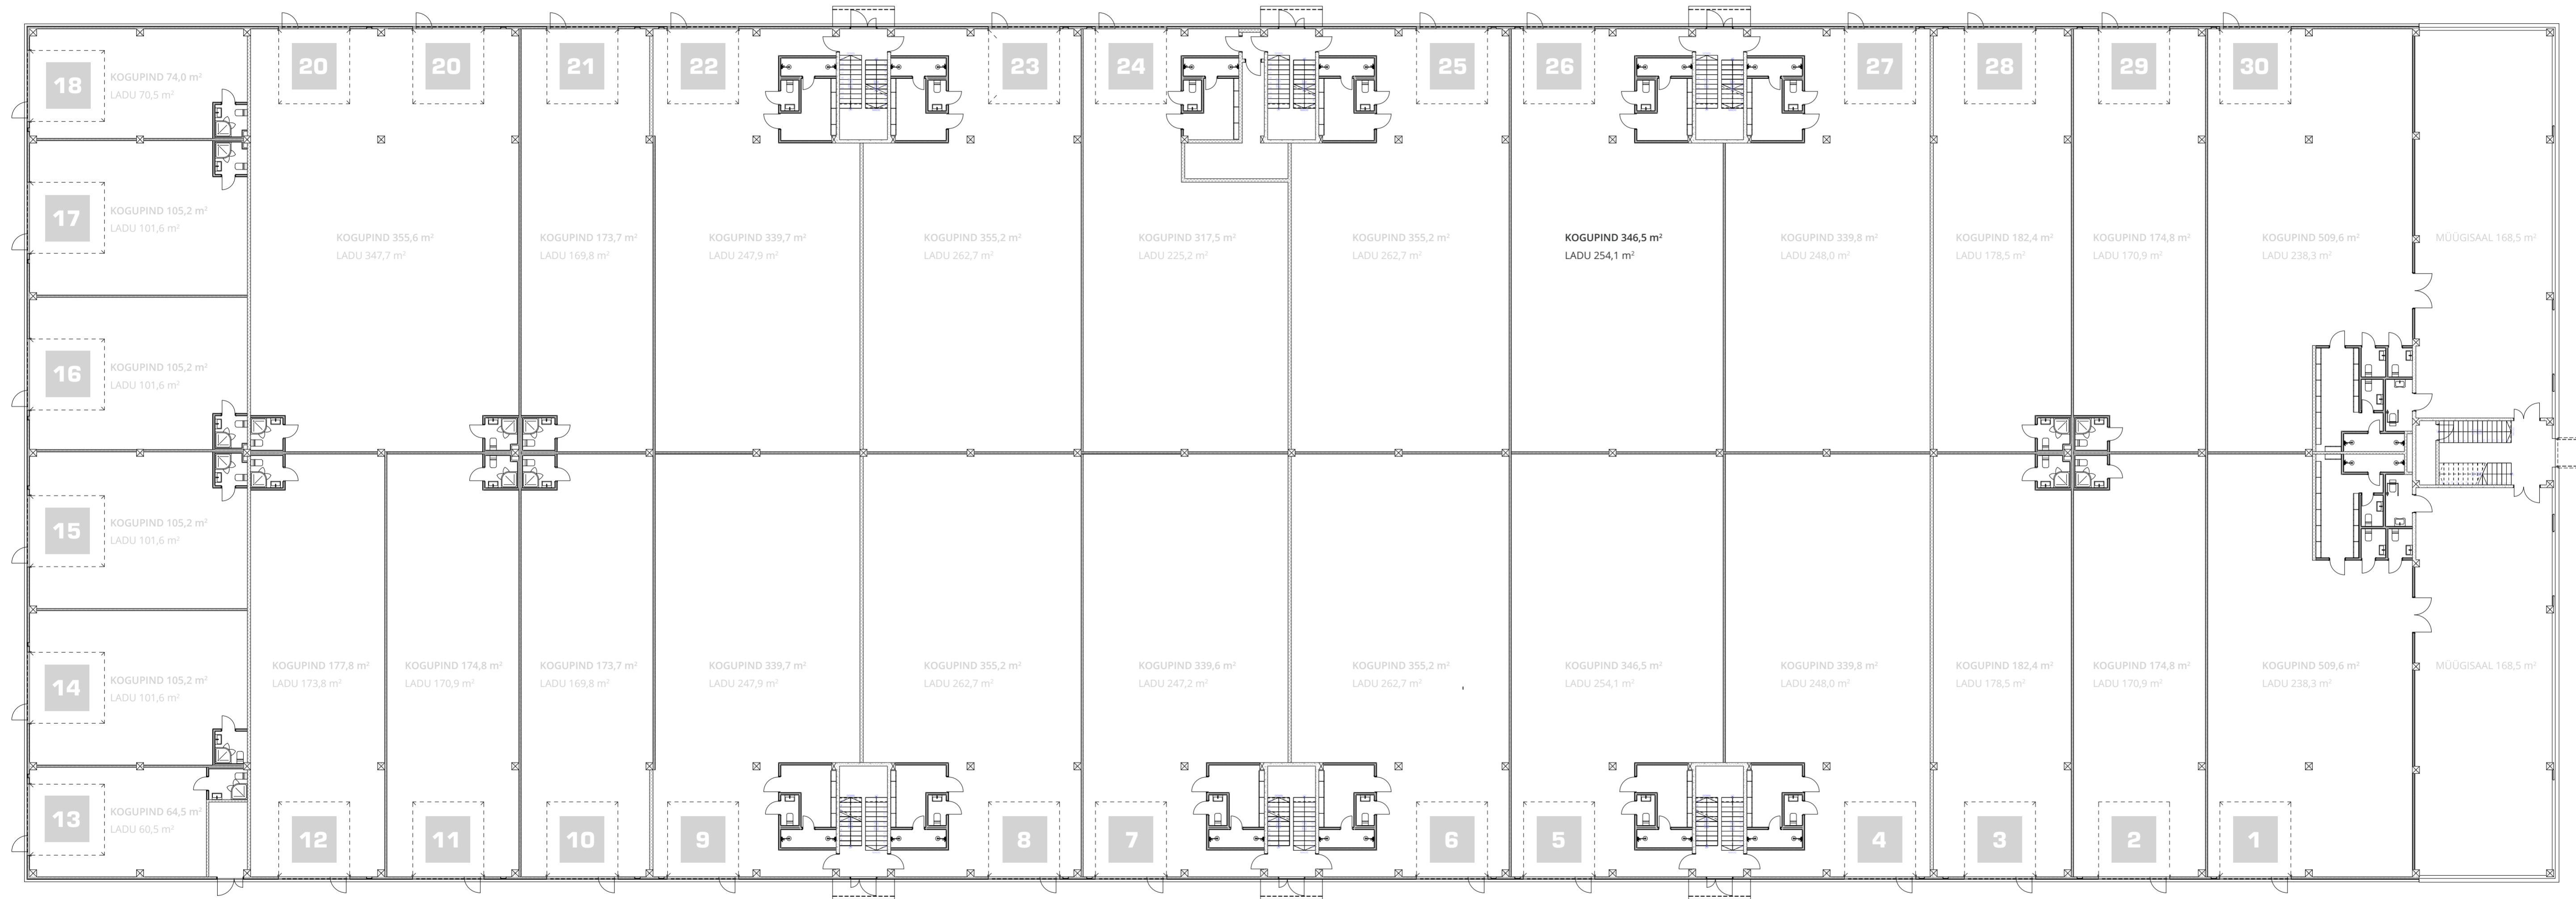 20
20
21
22
23
24
25
26
27
28
29
30
18
KOGUPIND 74,0 m²
LADU 70,5 m²
17
KOGUPIND 105,2 m²
LADU 101,6 m²
KOGUPIND 355,6 m²
LADU 347,7 m²
KOGUPIND 173,7 m²
LADU 169,8 m²
KOGUPIND 339,7 m²
LADU 247,9 m²
KOGUPIND 355,2 m²
LADU 262,7 m²
KOGUPIND 317,5 m²
LADU 225,2 m²
KOGUPIND 355,2 m²
LADU 262,7 m²
KOGUPIND 346,5 m²
LADU 254,1 m²
KOGUPIND 339,8 m²
LADU 248,0 m²
KOGUPIND 182,4 m²
LADU 178,5 m²
KOGUPIND 174,8 m²
LADU 170,9 m²
KOGUPIND 509,6 m²
LADU 238,3 m²
MÜÜGISAAL 168,5 m²
16
KOGUPIND 105,2 m²
LADU 101,6 m²
15
KOGUPIND 105,2 m²
LADU 101,6 m²
14
KOGUPIND 105,2 m²
LADU 101,6 m²
KOGUPIND 177,8 m²
LADU 173,8 m²
KOGUPIND 174,8 m²
LADU 170,9 m²
KOGUPIND 173,7 m²
LADU 169,8 m²
KOGUPIND 339,7 m²
LADU 247,9 m²
KOGUPIND 355,2 m²
LADU 262,7 m²
KOGUPIND 339,6 m²
LADU 247,2 m²
KOGUPIND 355,2 m²
LADU 262,7 m²
KOGUPIND 346,5 m²
LADU 254,1 m²
KOGUPIND 339,8 m²
LADU 248,0 m²
KOGUPIND 182,4 m²
LADU 178,5 m²
KOGUPIND 174,8 m²
LADU 170,9 m²
KOGUPIND 509,6 m²
LADU 238,3 m²
MÜÜGISAAL 168,5 m²
13
KOGUPIND 64,5 m²
LADU 60,5 m²
12
11
10
9
8
7
6
5
4
3
2
1